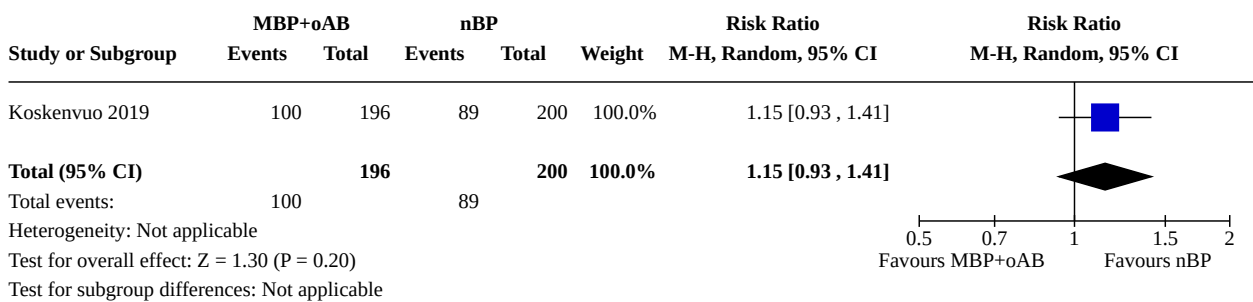 MBP+oAB nBP Risk Ratio Risk Ratio
Study or Subgroup Events Total Events Total Weight M-H, Random, 95% CI M-H, Random, 95% CI
Koskenvuo 2019 100 196 89 200 100.0% 1.15 [0.93 , 1.41]
Total (95% CI) 196 200 100.0% 1.15 [0.93 , 1.41]
Total events: 100 89
Heterogeneity: Not applicable
Test for overall effect: Z = 1.30 (P = 0.20)
Test for subgroup differences: Not applicable
0.5 0.7 1 1.5 2
Favours MBP+oAB Favours nBP